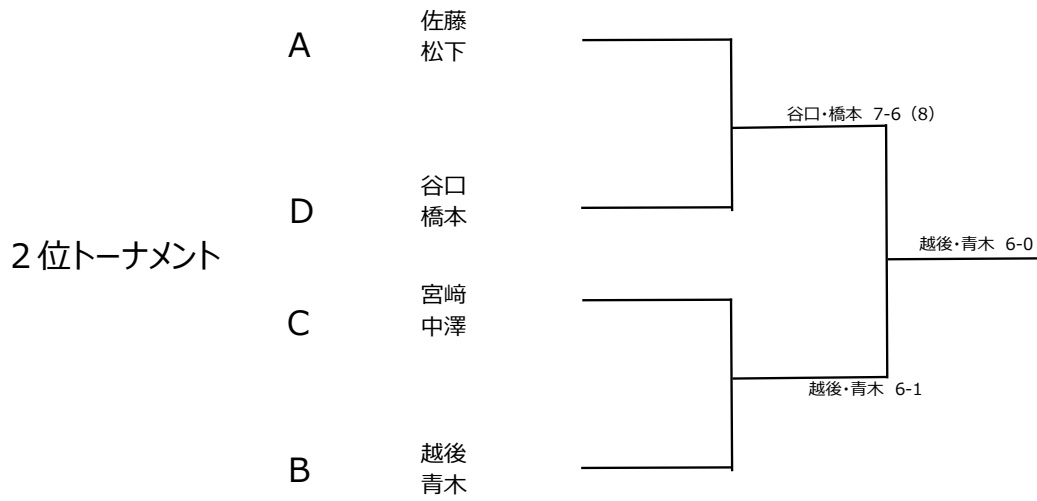 A
佐藤
松下
谷口・橋本 7-6（8）
D
谷口
橋本
２位トーナメント
越後・青木 6-0
C
宮﨑
中澤
越後・青木 6-1
B
越後
青木